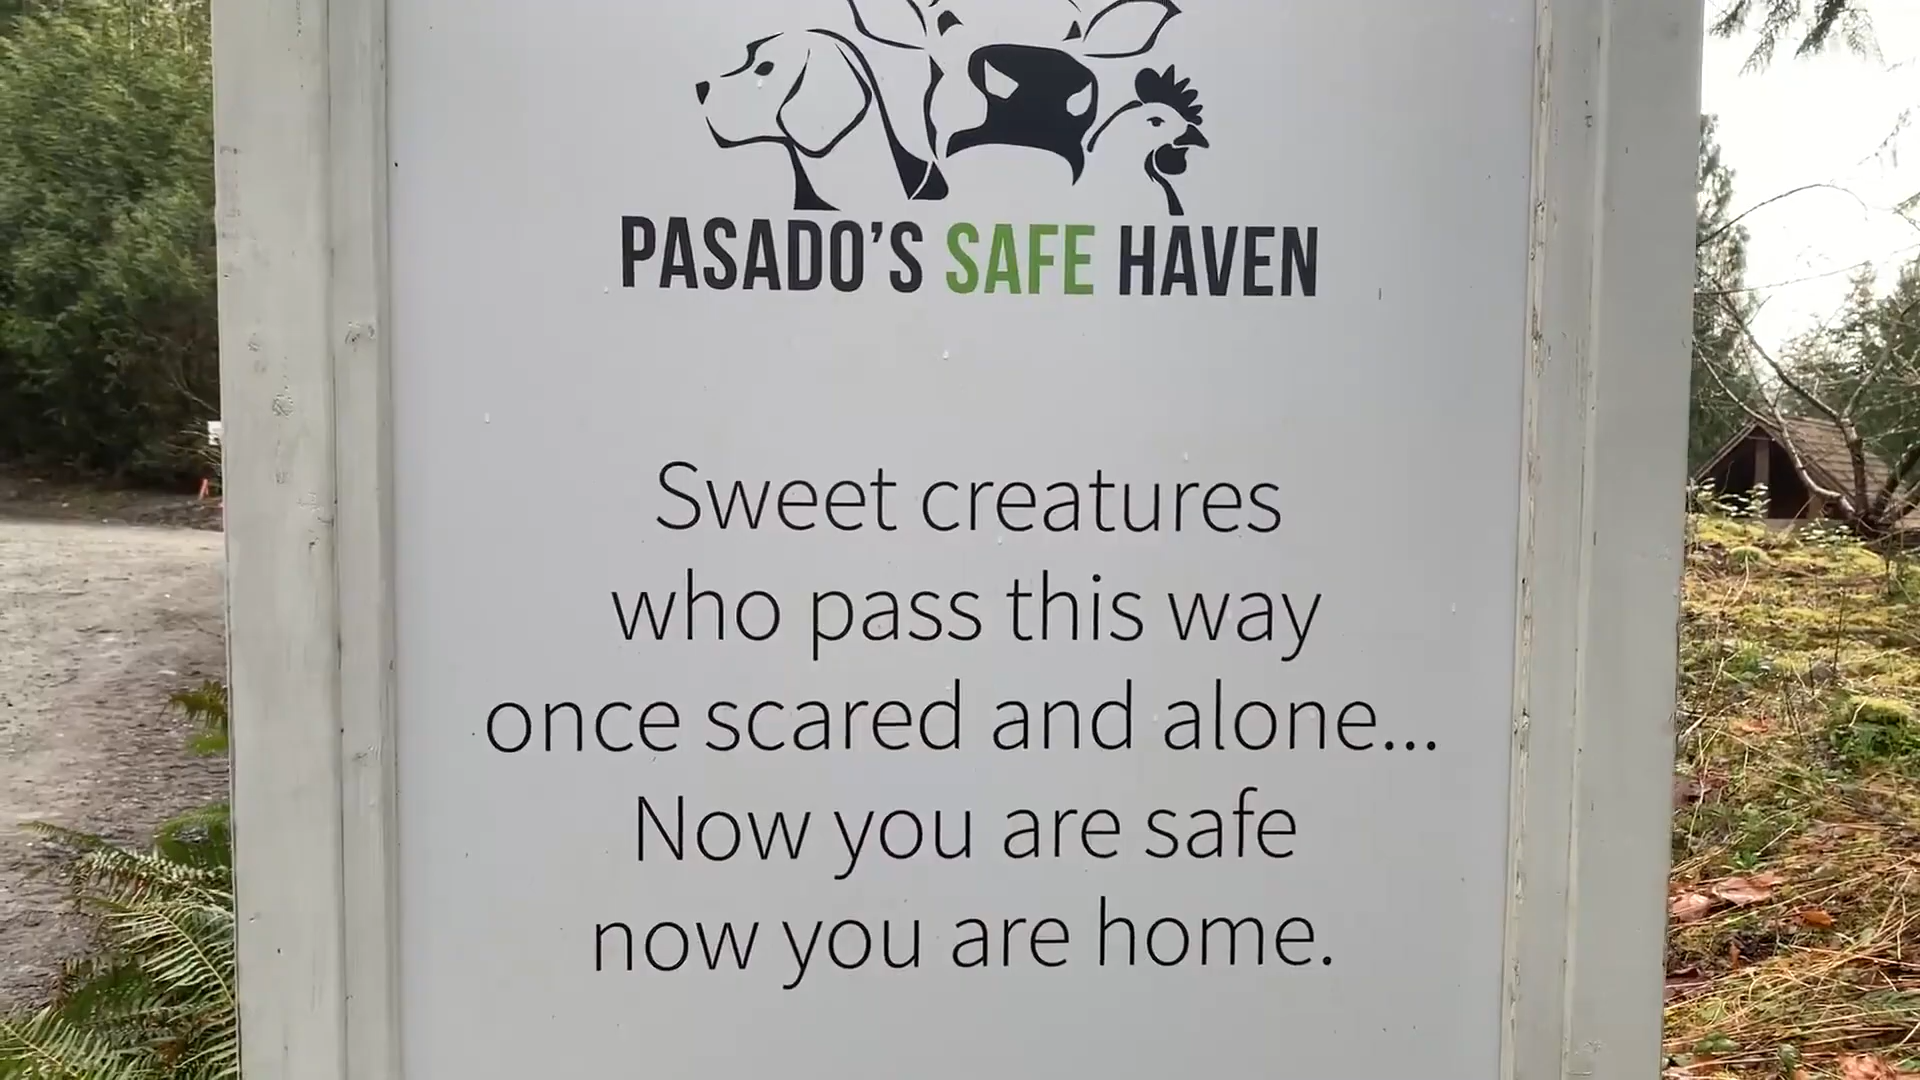 PASADO'S SAFE HAVEN
Sweet creatures
who pass this way
once scared and alone...
Now you are safe
now you are home.